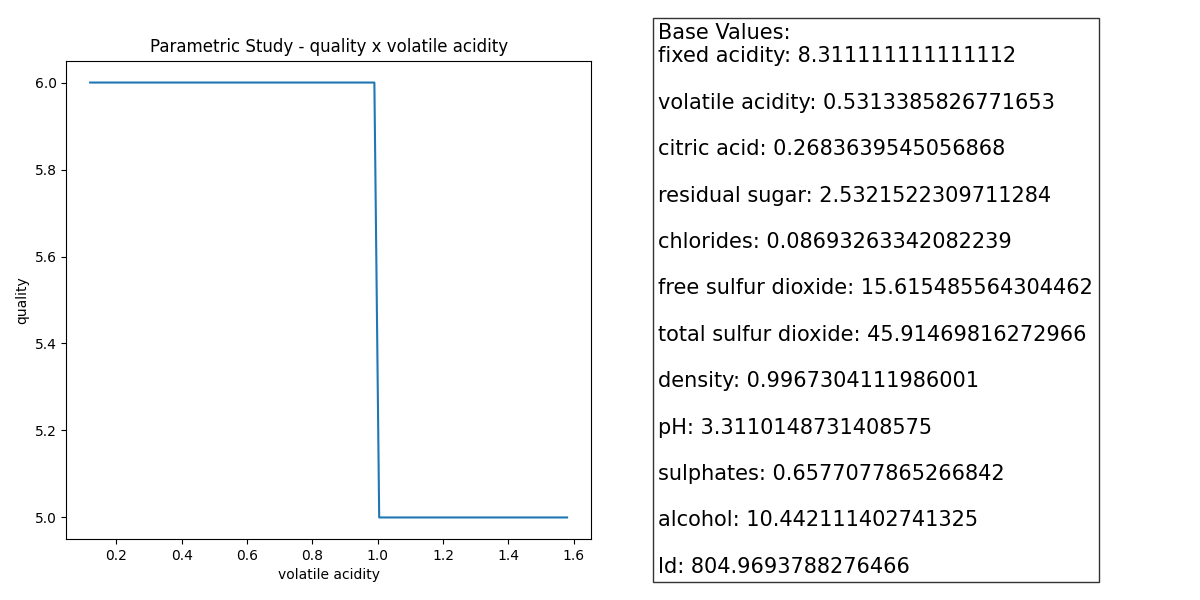 Parametric Study - quality x volatile acidity
6.0
5.8
5.6
5.4
5.2
5.0
quality
0.2
0.4
0.6
0.8
1.0
1.2
1.4
1.6
volatile acidity
Base Values:
fixed acidity: 8.311111111111112
volatile acidity: 0.5313385826771653
citric acid: 0.2683639545056868
residual sugar: 2.5321522309711284
chlorides: 0.08693263342082239
free sulfur dioxide: 15.615485564304462
total sulfur dioxide: 45.91469816272966
density: 0.9967304111986001
pH: 3.3110148731408575
sulphates: 0.6577077865266842
alcohol: 10.442111402741325
Id: 804.9693788276466